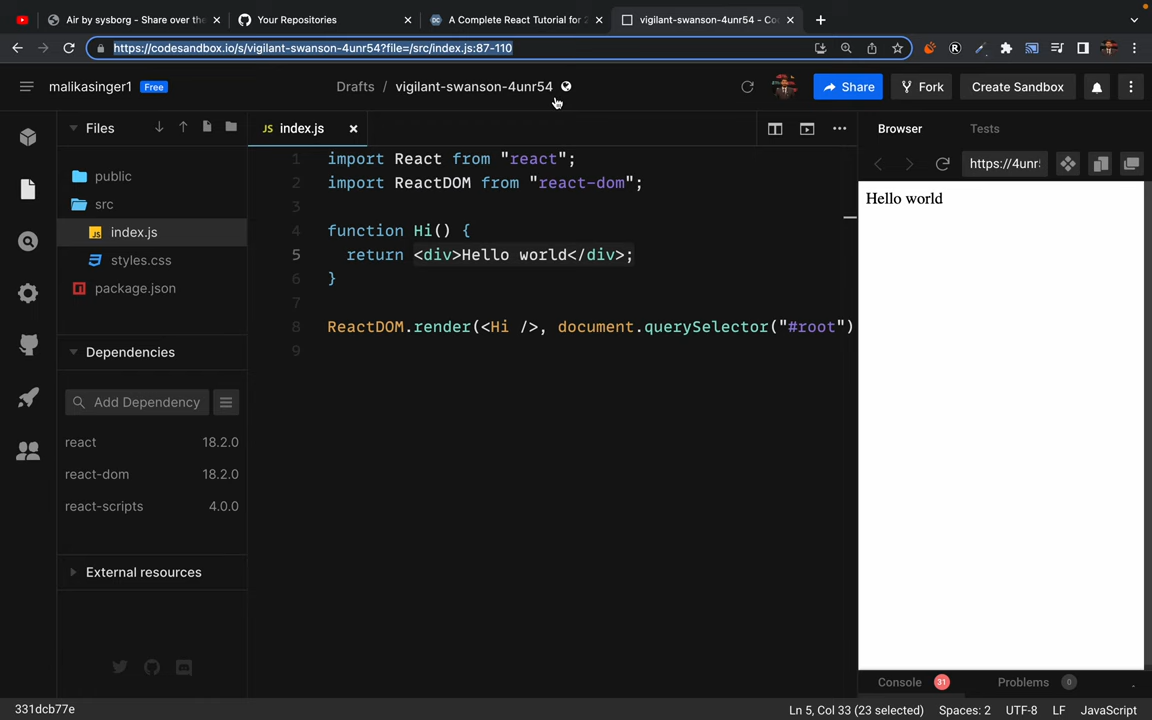 Air by sysborg - Share over the
Your Repositories
A Complete React Tutorial for 2
vigilant-swanson-4unr54 - Co
https://codesandbox.io/s/vigilant-swanson-4unr54?file=/src/index.js:87-110
malikasinger1 Free
Drafts / vigilant-swanson-4unr54
Share
Fork
Create Sandbox
Files
JS index.js
Browser
Tests
https://4unr
public
src
index.js
styles.css
package.json
1 import React from "react";
2 import ReactDOM from "react-dom";
3
4 function Hi() {
5 return <div>Hello world</div>;
6 }
7
8 ReactDOM.render(<Hi />, document.querySelector("#root")
9
Hello world
Dependencies
Add Dependency
react 18.2.0
react-dom 18.2.0
react-scripts 4.0.0
External resources
Console 31
Problems 0
331dcb77e
Ln 5, Col 33 (23 selected) Spaces: 2 UTF-8 LF JavaScript